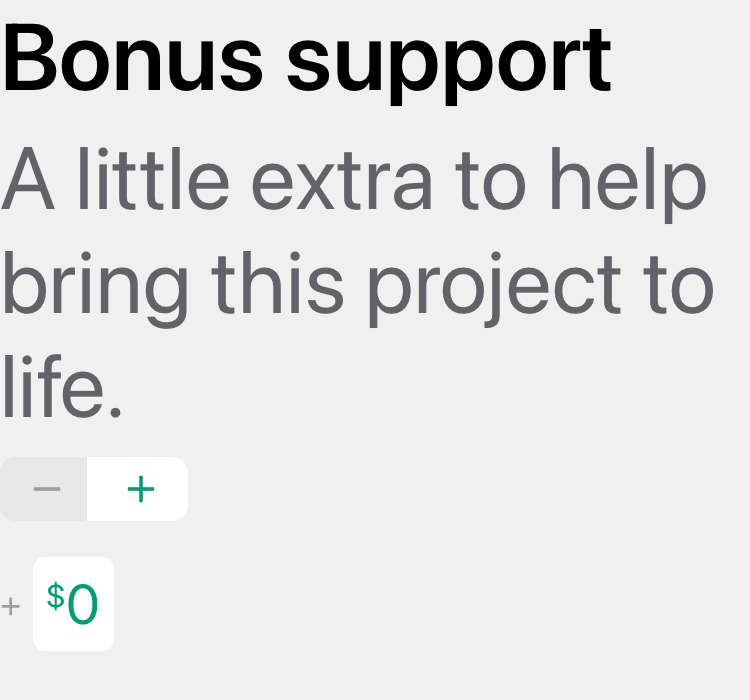 Bonus support
A little extra to help
bring this project to
life.
− +
+ $0